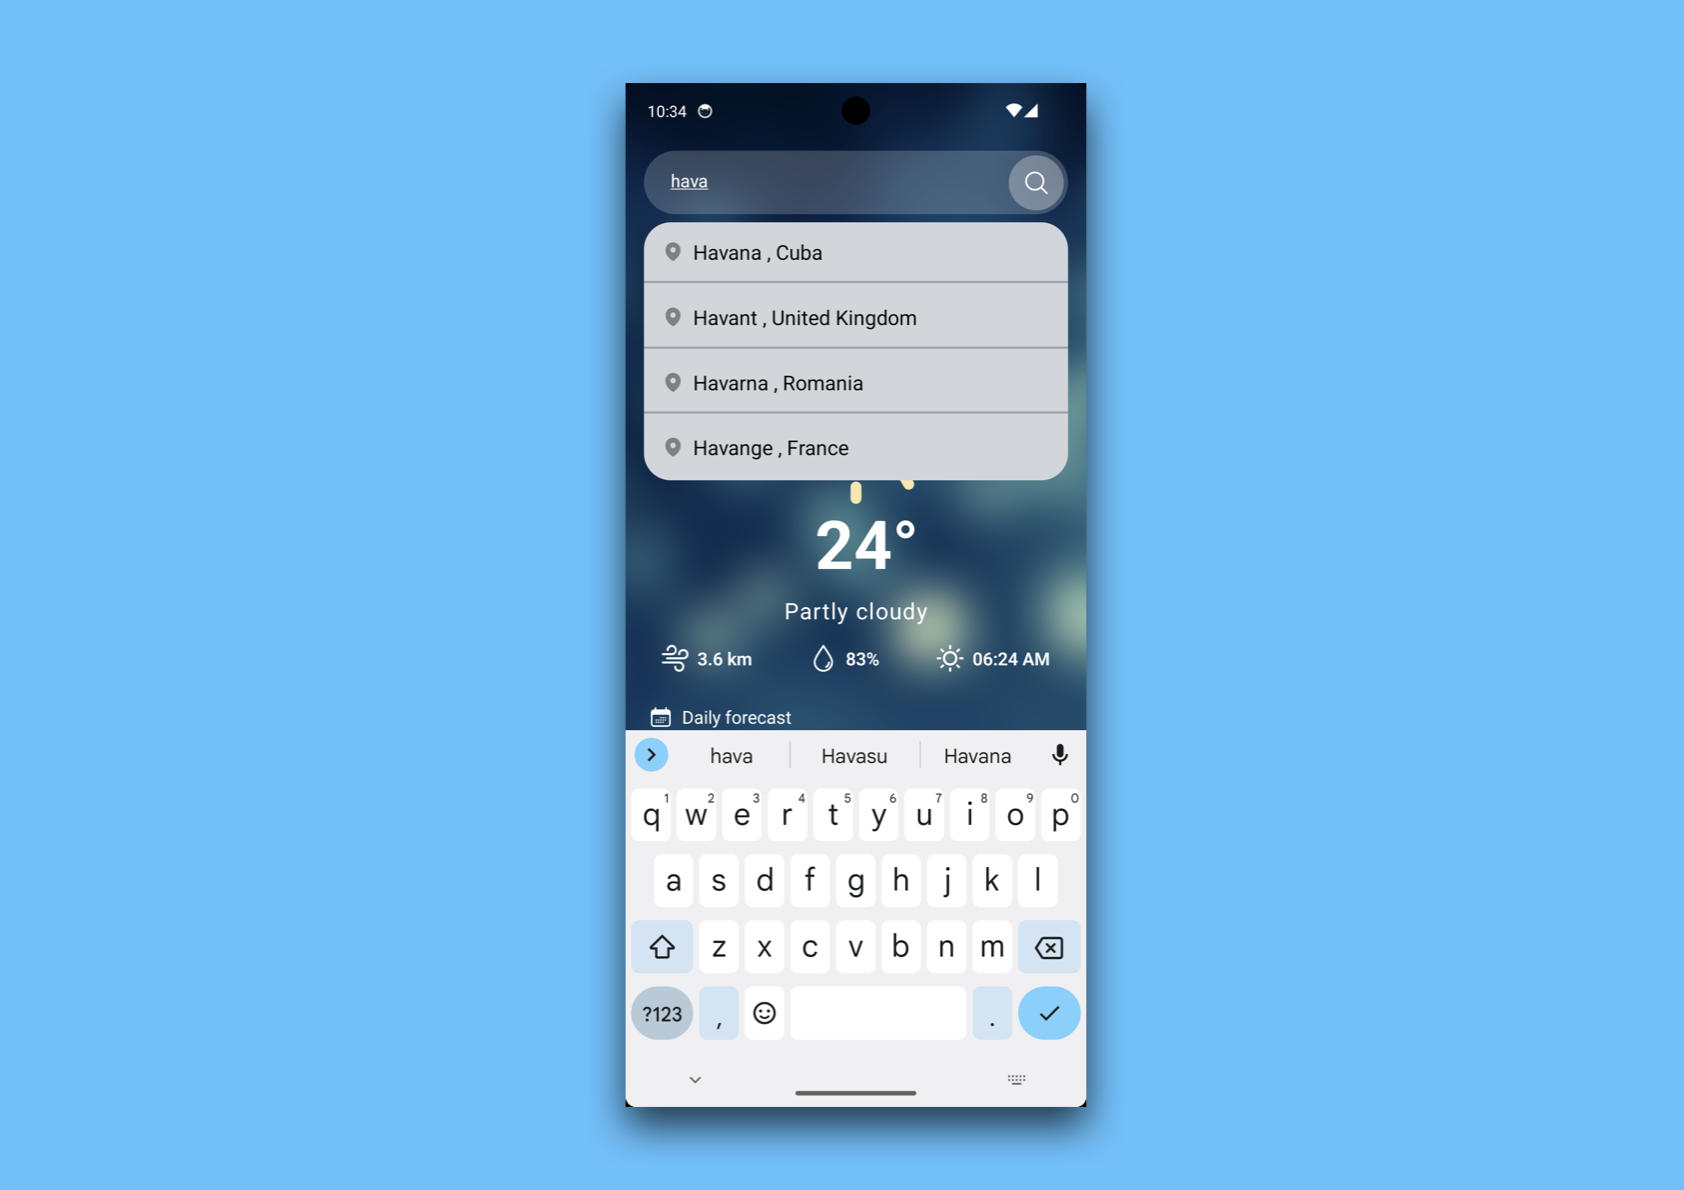 10:34
hava
Havana , Cuba
Havant , United Kingdom
Havarna , Romania
Havange , France
24°
Partly cloudy
3.6 km 83% 06:24 AM
Daily forecast
hava Havasu Havana
q1 w2 e3 r4 t5 y6 u7 i8 o9 p0
a s d f g h j k l
z x c v b n m
?123 , .